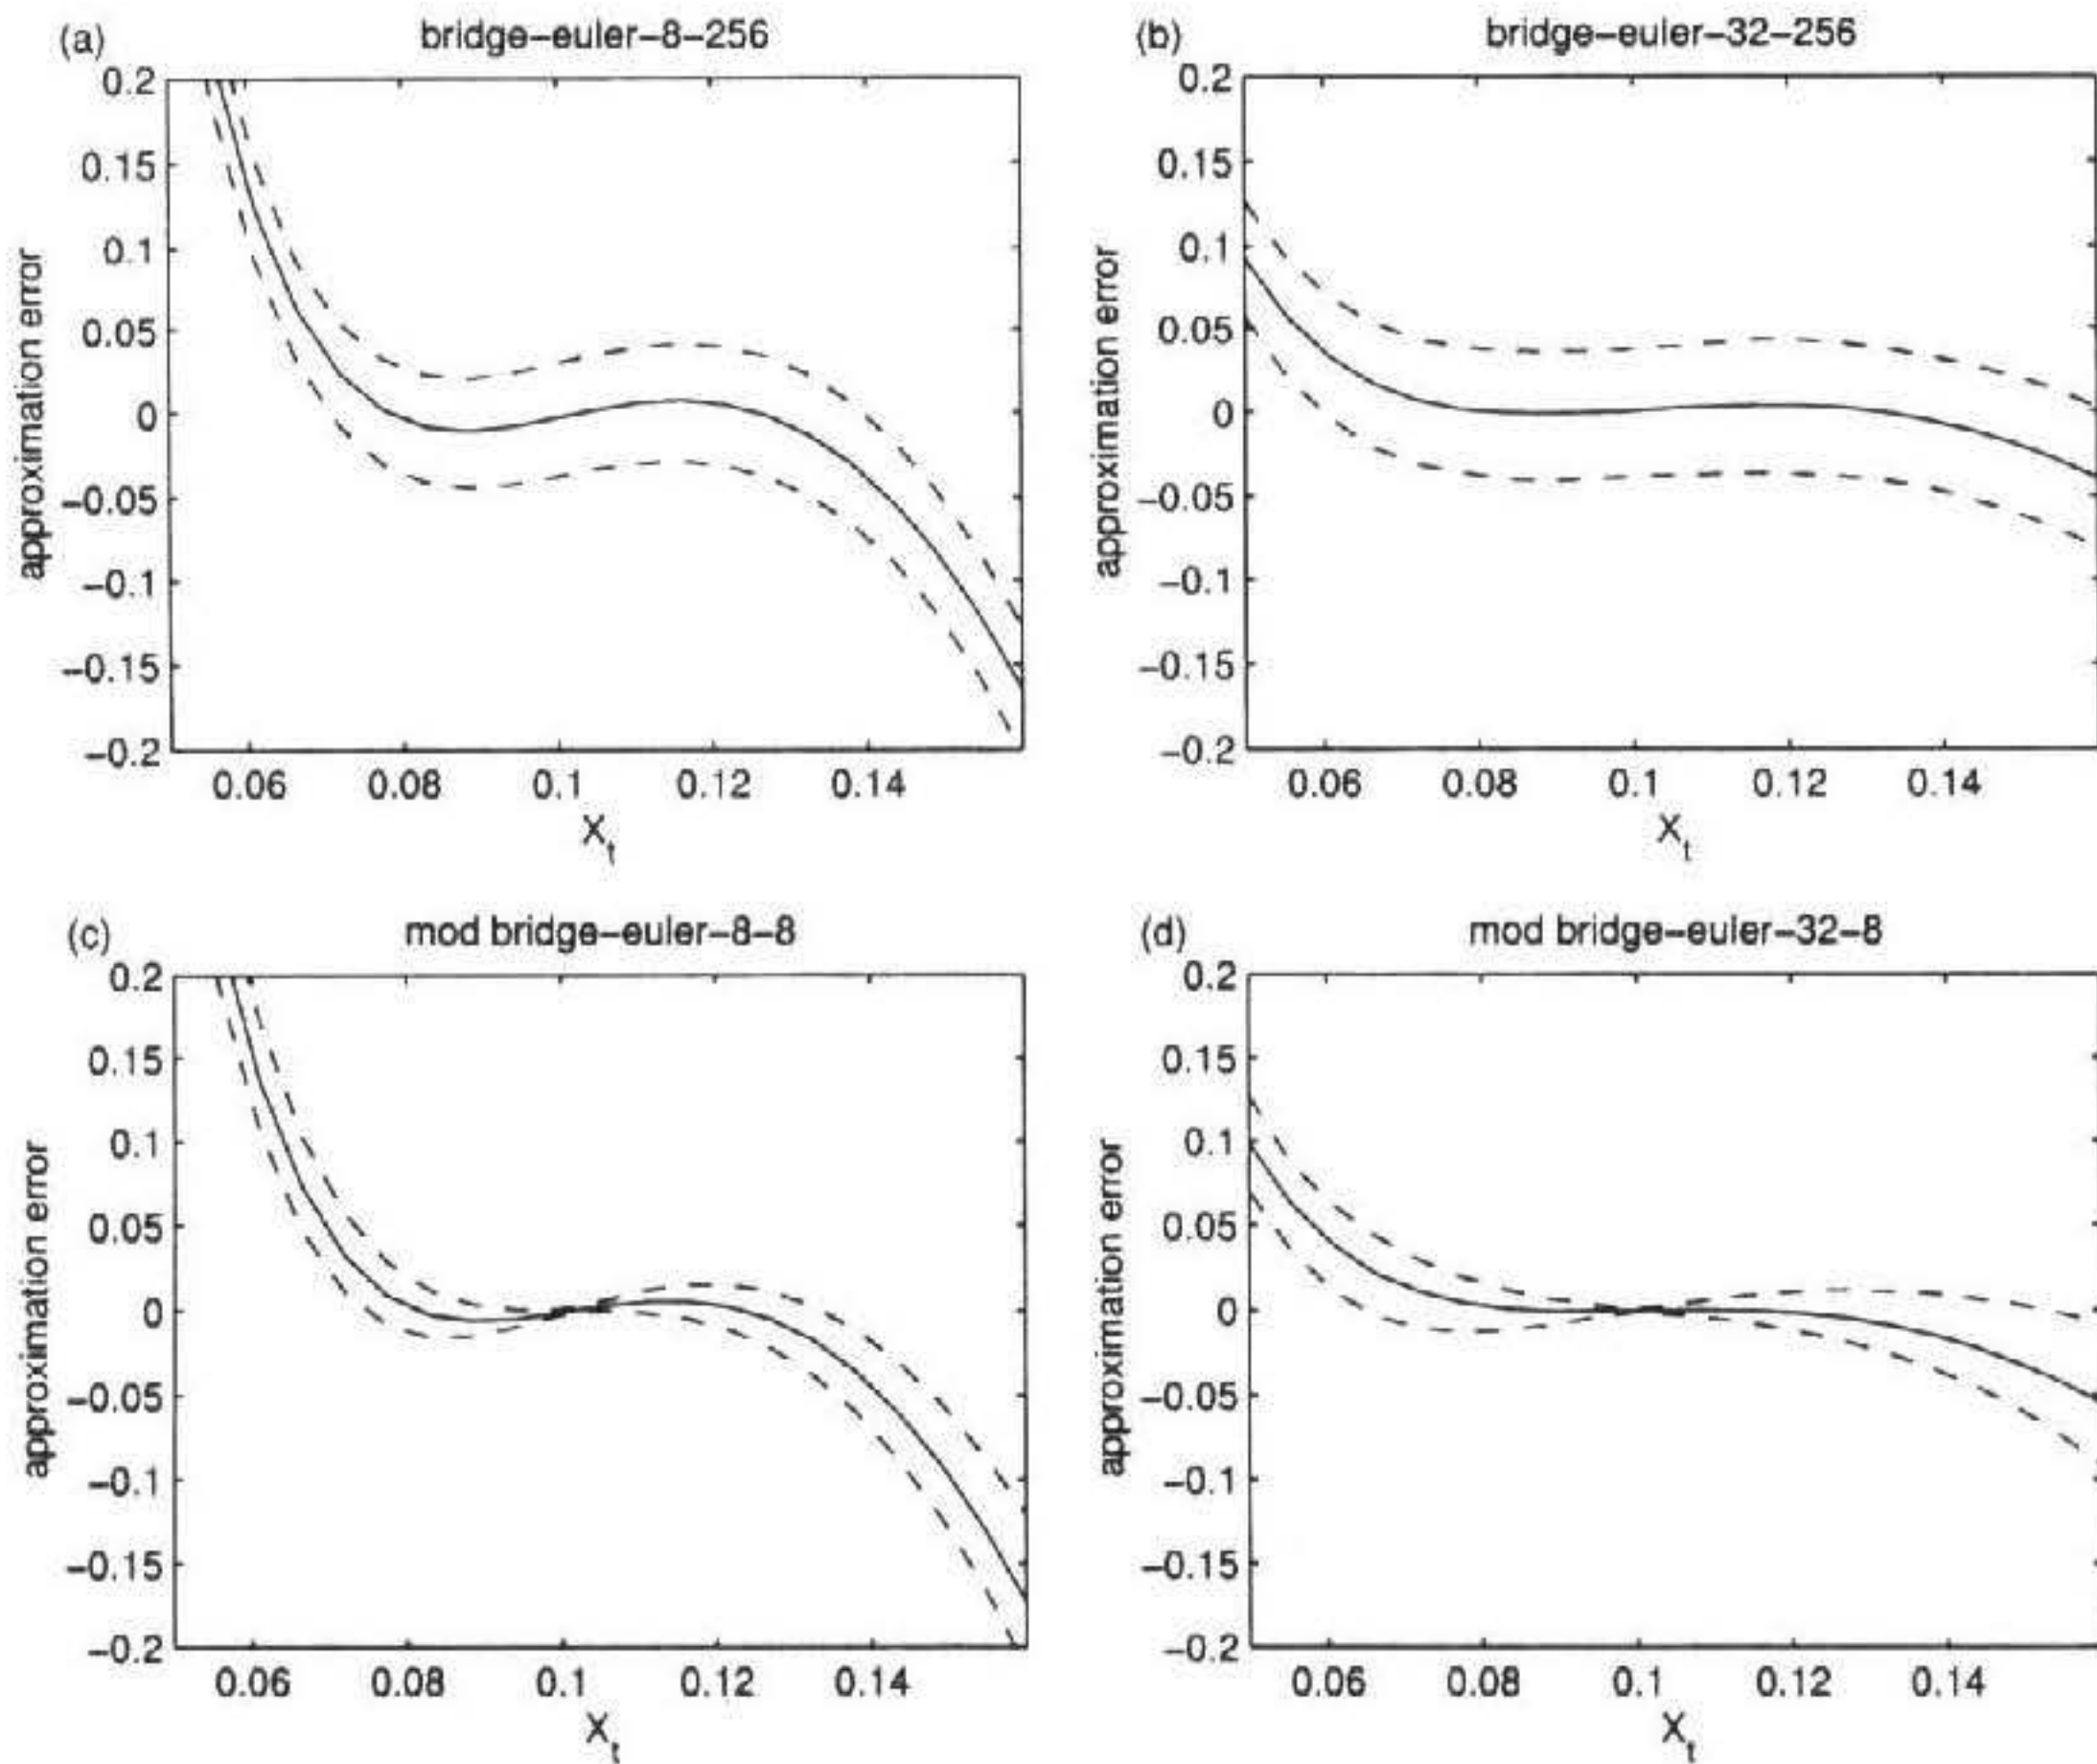 (a) bridge-euler-8-256
0.2
0.15
0.1
0.05
0
-0.05
-0.1
-0.15
-0.2
approximation error
0.06 0.08 0.1 0.12 0.14
X_t
(b) bridge-euler-32-256
0.2
0.15
0.1
0.05
0
-0.05
-0.1
-0.15
-0.2
approximation error
0.06 0.08 0.1 0.12 0.14
X_t
(c) mod bridge-euler-8-8
0.2
0.15
0.1
0.05
0
-0.05
-0.1
-0.15
-0.2
approximation error
0.06 0.08 0.1 0.12 0.14
X_t
(d) mod bridge-euler-32-8
0.2
0.15
0.1
0.05
0
-0.05
-0.1
-0.15
-0.2
approximation error
0.06 0.08 0.1 0.12 0.14
X_t